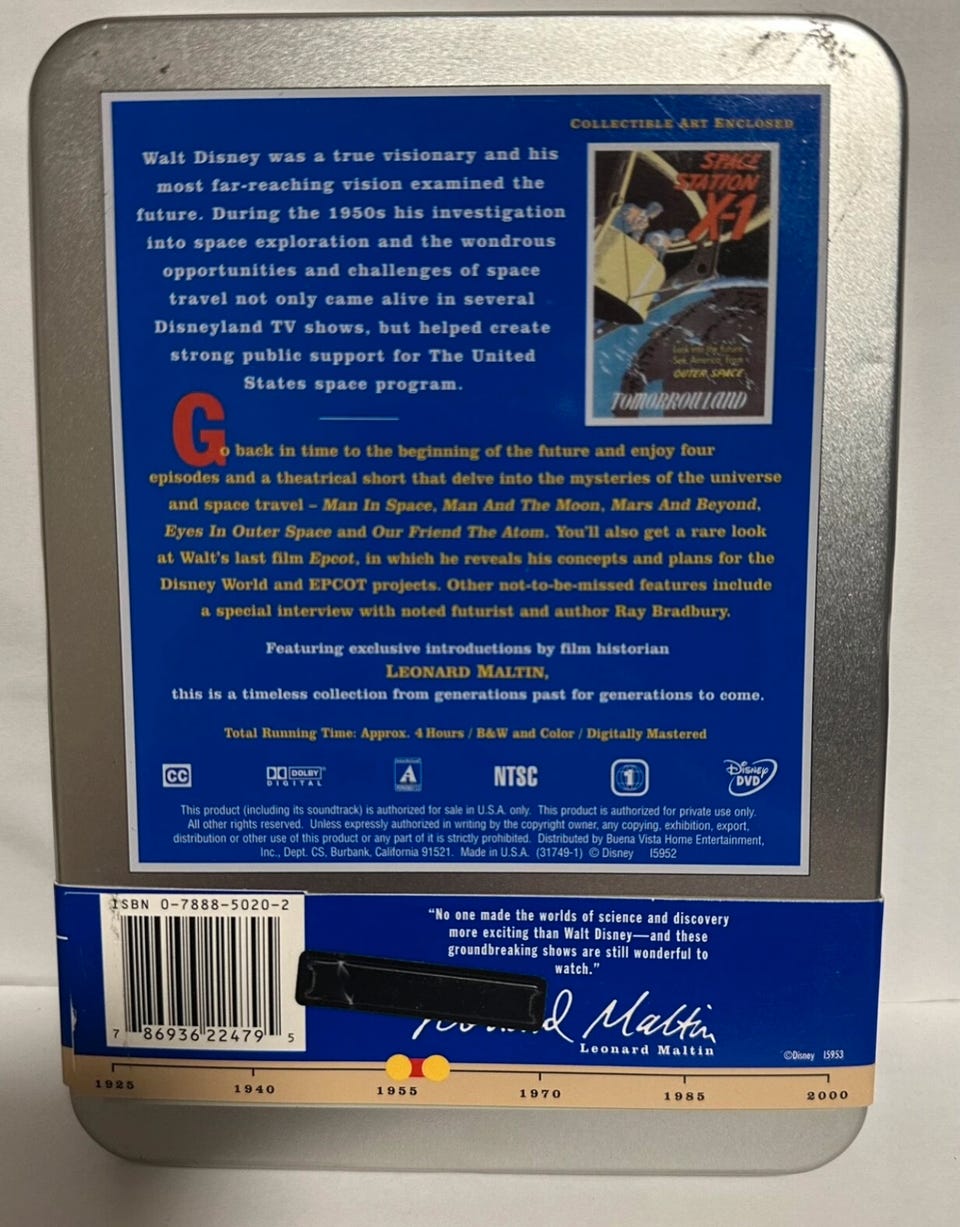 COLLECTIBLE ART ENCLOSED
Walt Disney was a true visionary and his
most far-reaching vision examined the
future. During the 1950s his investigation
into space exploration and the wondrous
opportunities and challenges of space
travel not only came alive in several
Disneyland TV shows, but helped create
strong public support for The United
States space program.
SPACE
STATION
X-1
Look into the future
See America From
OUTER SPACE
TOMORROWLAND
Go back in time to the beginning of the future and enjoy four
episodes and a theatrical short that delve into the mysteries of the universe
and space travel – Man In Space, Man And The Moon, Mars And Beyond,
Eyes In Outer Space and Our Friend The Atom. You'll also get a rare look
at Walt's last film Epcot, in which he reveals his concepts and plans for the
Disney World and EPCOT projects. Other not-to-be-missed features include
a special interview with noted futurist and author Ray Bradbury.
Featuring exclusive introductions by film historian
LEONARD MALTIN,
this is a timeless collection from generations past for generations to come.
Total Running Time: Approx. 4 Hours / B&W and Color / Digitally Mastered
CC DOLBY DIGITAL A NTSC 1 DISNEY DVD
This product (including its soundtrack) is authorized for sale in U.S.A. only. This product is authorized for private use only.
All other rights reserved. Unless expressly authorized in writing by the copyright owner, any copying, exhibition, export,
distribution or other use of this product or any part of it is strictly prohibited. Distributed by Buena Vista Home Entertainment,
Inc., Dept. CS, Burbank, California 91521. Made in U.S.A. (31749-1) © Disney 15952
ISBN 0-7888-5020-2
7 86936 22479 5
"No one made the worlds of science and discovery
more exciting than Walt Disney—and these
groundbreaking shows are still wonderful to
watch."
Maltin
Leonard Maltin
©Disney 15953
1925 1940 1955 1970 1985 2000